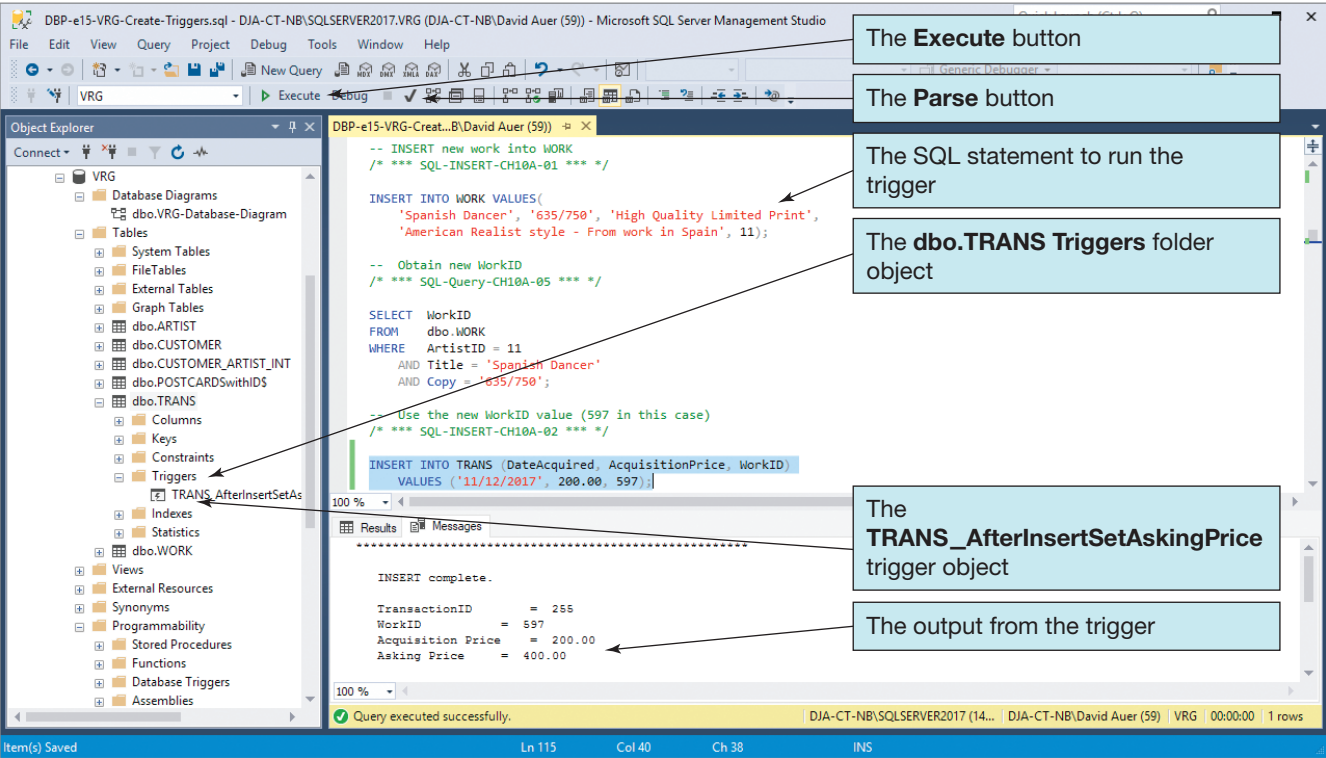 DBP-e15-VRG-Create-Triggers.sql - DJA-CT-NB\SQLSERVER2017.VRG (DJA-CT-NB\David Auer (59)) - Microsoft SQL Server Management Studio
File Edit View Query Project Debug Tools Window Help
New Query MDX DMX XMLA DAX Generic Debugger
VRG Execute Debug
Object Explorer
Connect
VRG
Database Diagrams
dbo.VRG-Database-Diagram
Tables
System Tables
FileTables
External Tables
Graph Tables
dbo.ARTIST
dbo.CUSTOMER
dbo.CUSTOMER_ARTIST_INT
dbo.POSTCARDSwithID$
dbo.TRANS
Columns
Keys
Constraints
Triggers
TRANS_AfterInsertSetAs
Indexes
Statistics
dbo.WORK
Views
External Resources
Synonyms
Programmability
Stored Procedures
Functions
Database Triggers
Assemblies
DBP-e15-VRG-Creat...B\David Auer (59))
-- INSERT new work into WORK
/* *** SQL-INSERT-CH10A-01 *** */
INSERT INTO WORK VALUES(
'Spanish Dancer', '635/750', 'High Quality Limited Print',
'American Realist style - From work in Spain', 11);
-- Obtain new WorkID
/* *** SQL-Query-CH10A-05 *** */
SELECT WorkID
FROM dbo.WORK
WHERE ArtistID = 11
AND Title = 'Spanish Dancer'
AND Copy = '635/750';
-- Use the new WorkID value (597 in this case)
/* *** SQL-INSERT-CH10A-02 *** */
INSERT INTO TRANS (DateAcquired, AcquisitionPrice, WorkID)
VALUES ('11/12/2017', 200.00, 597);
100 %
Results Messages
INSERT complete.
TransactionID = 255
WorkID = 597
Acquisition Price = 200.00
Asking Price = 400.00
100 %
Query executed successfully. DJA-CT-NB\SQLSERVER2017 (14... DJA-CT-NB\David Auer (59) VRG 00:00:00 1 rows
Item(s) Saved Ln 115 Col 40 Ch 38 INS
The Execute button
The Parse button
The SQL statement to run the
trigger
The dbo.TRANS Triggers folder
object
The
TRANS_AfterInsertSetAskingPrice
trigger object
The output from the trigger